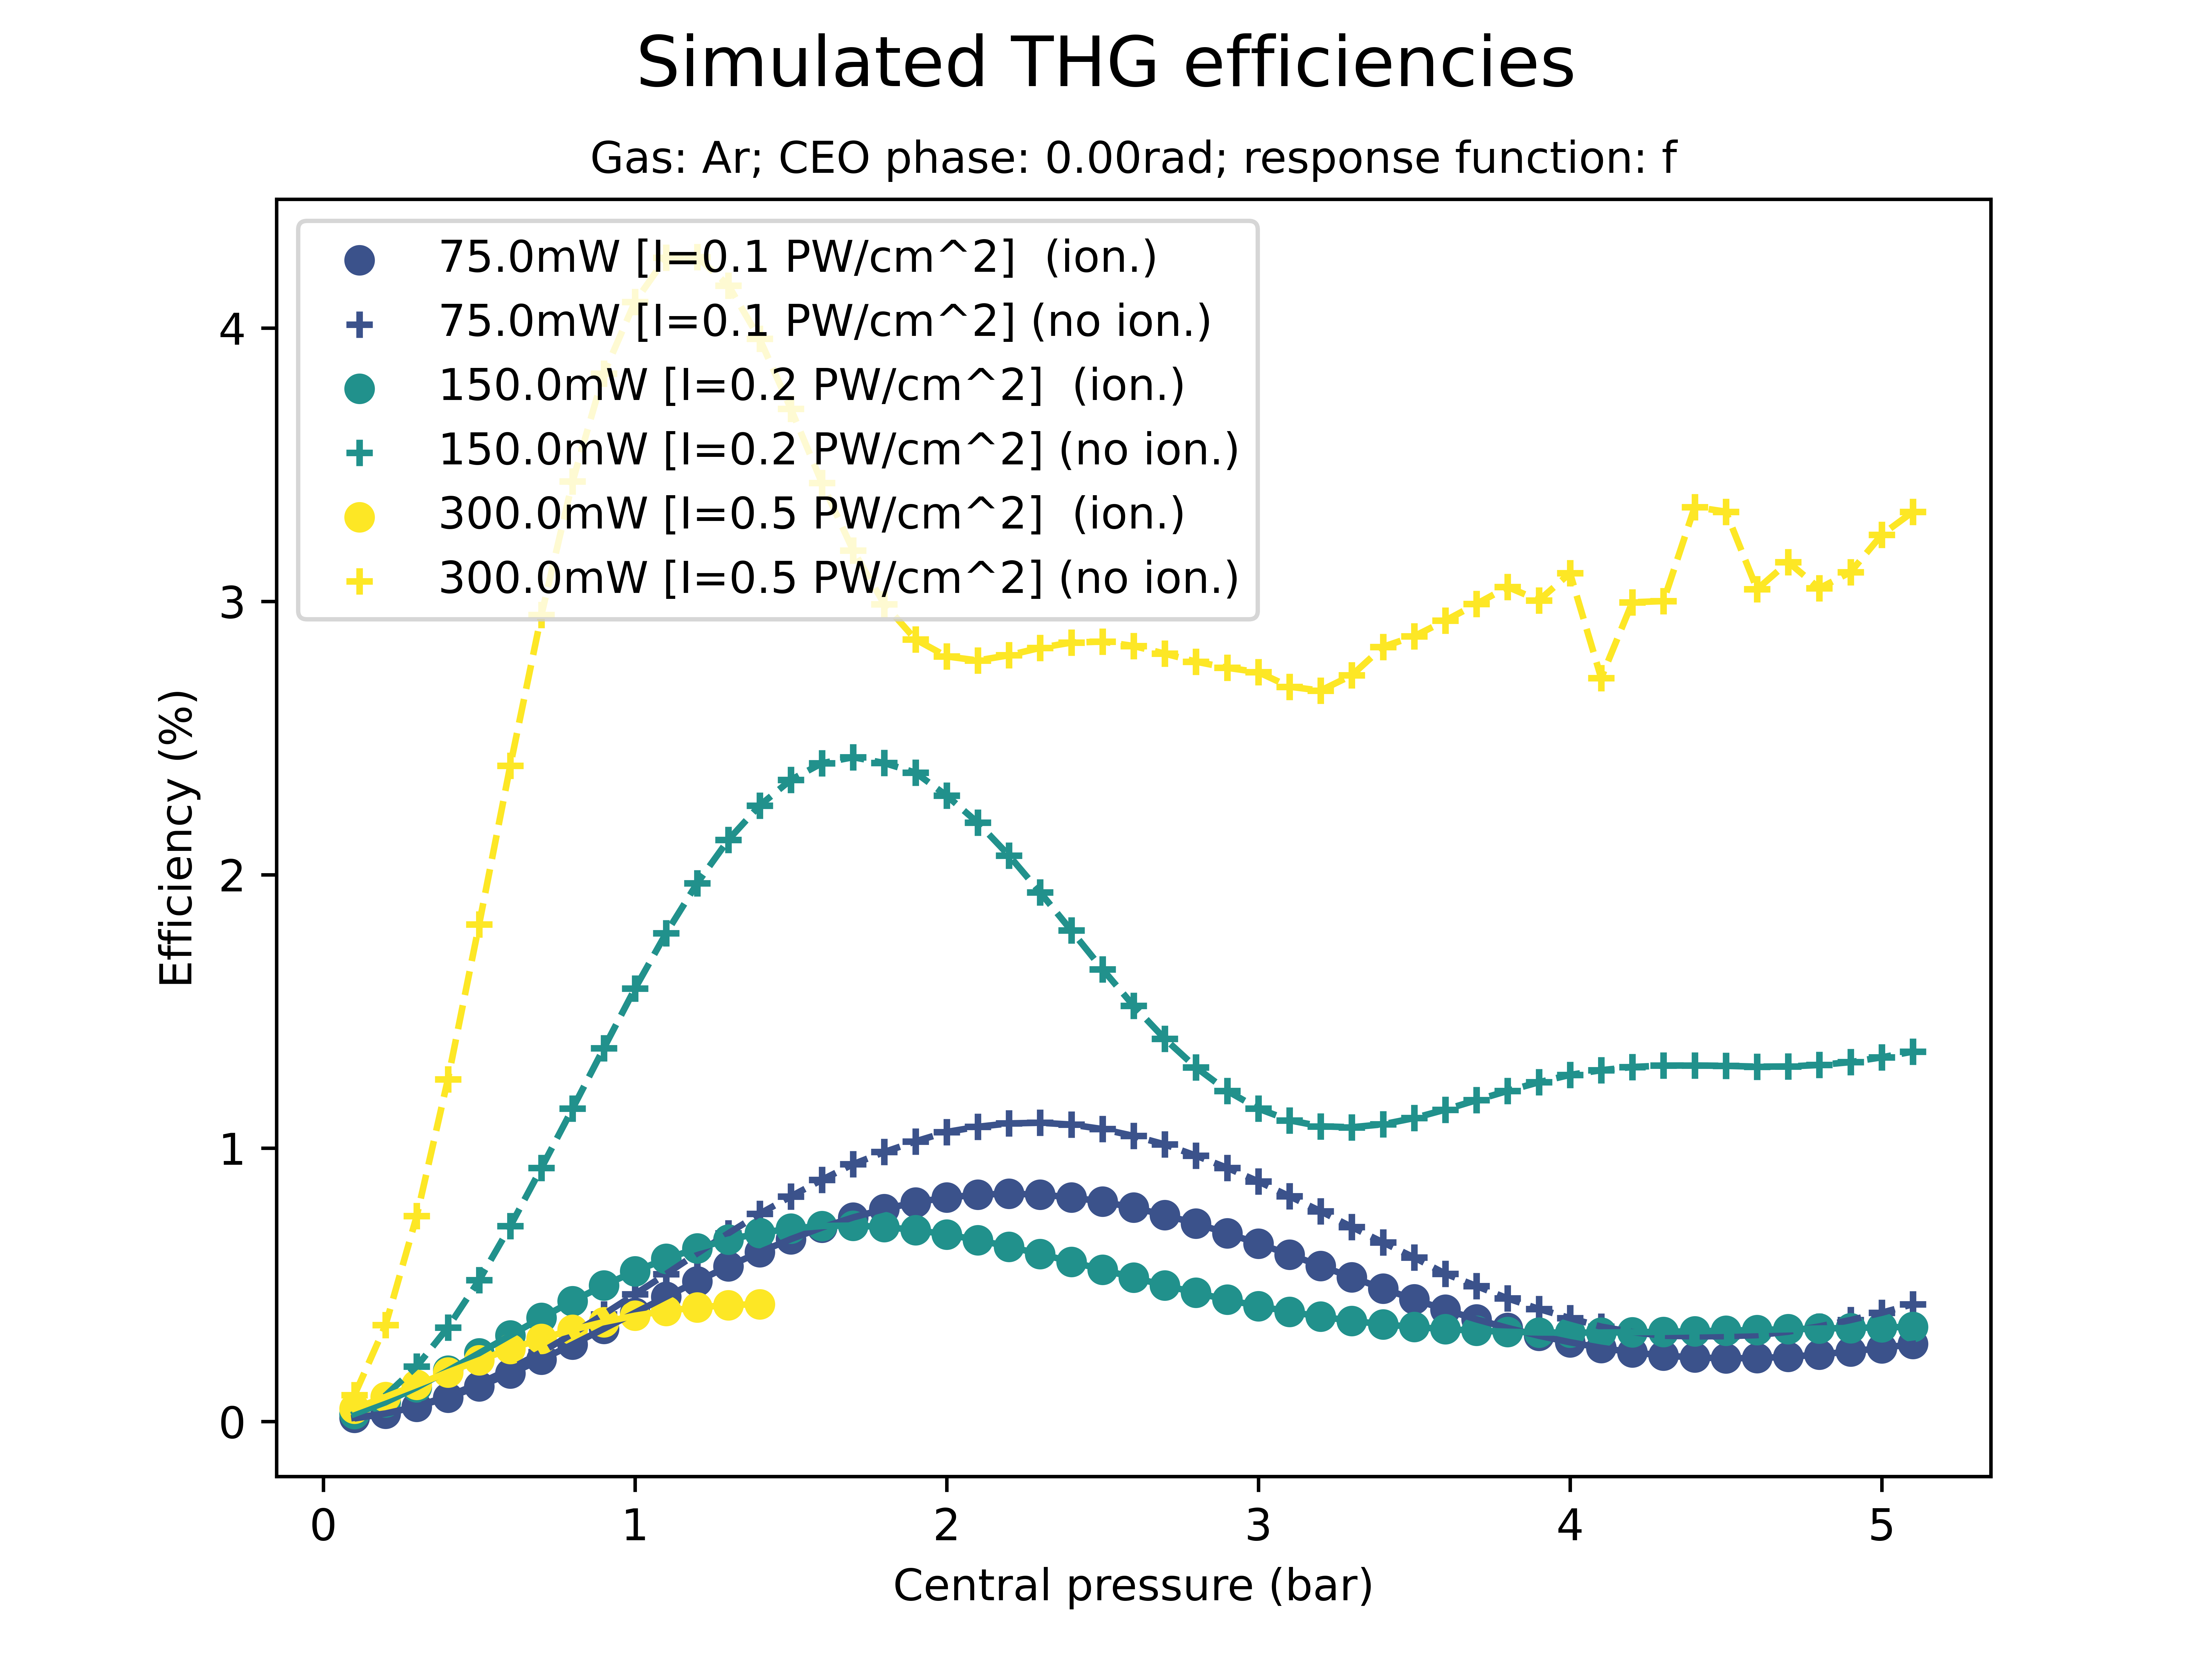 Simulated THG efficiencies
Gas: Ar; CEO phase: 0.00rad; response function: f
75.0mW [I=0.1 PW/cm^2]  (ion.)
75.0mW [I=0.1 PW/cm^2] (no ion.)
150.0mW [I=0.2 PW/cm^2]  (ion.)
150.0mW [I=0.2 PW/cm^2] (no ion.)
300.0mW [I=0.5 PW/cm^2]  (ion.)
300.0mW [I=0.5 PW/cm^2] (no ion.)
4
3
2
1
0
Efficiency (%)
0 1 2 3 4 5
Central pressure (bar)